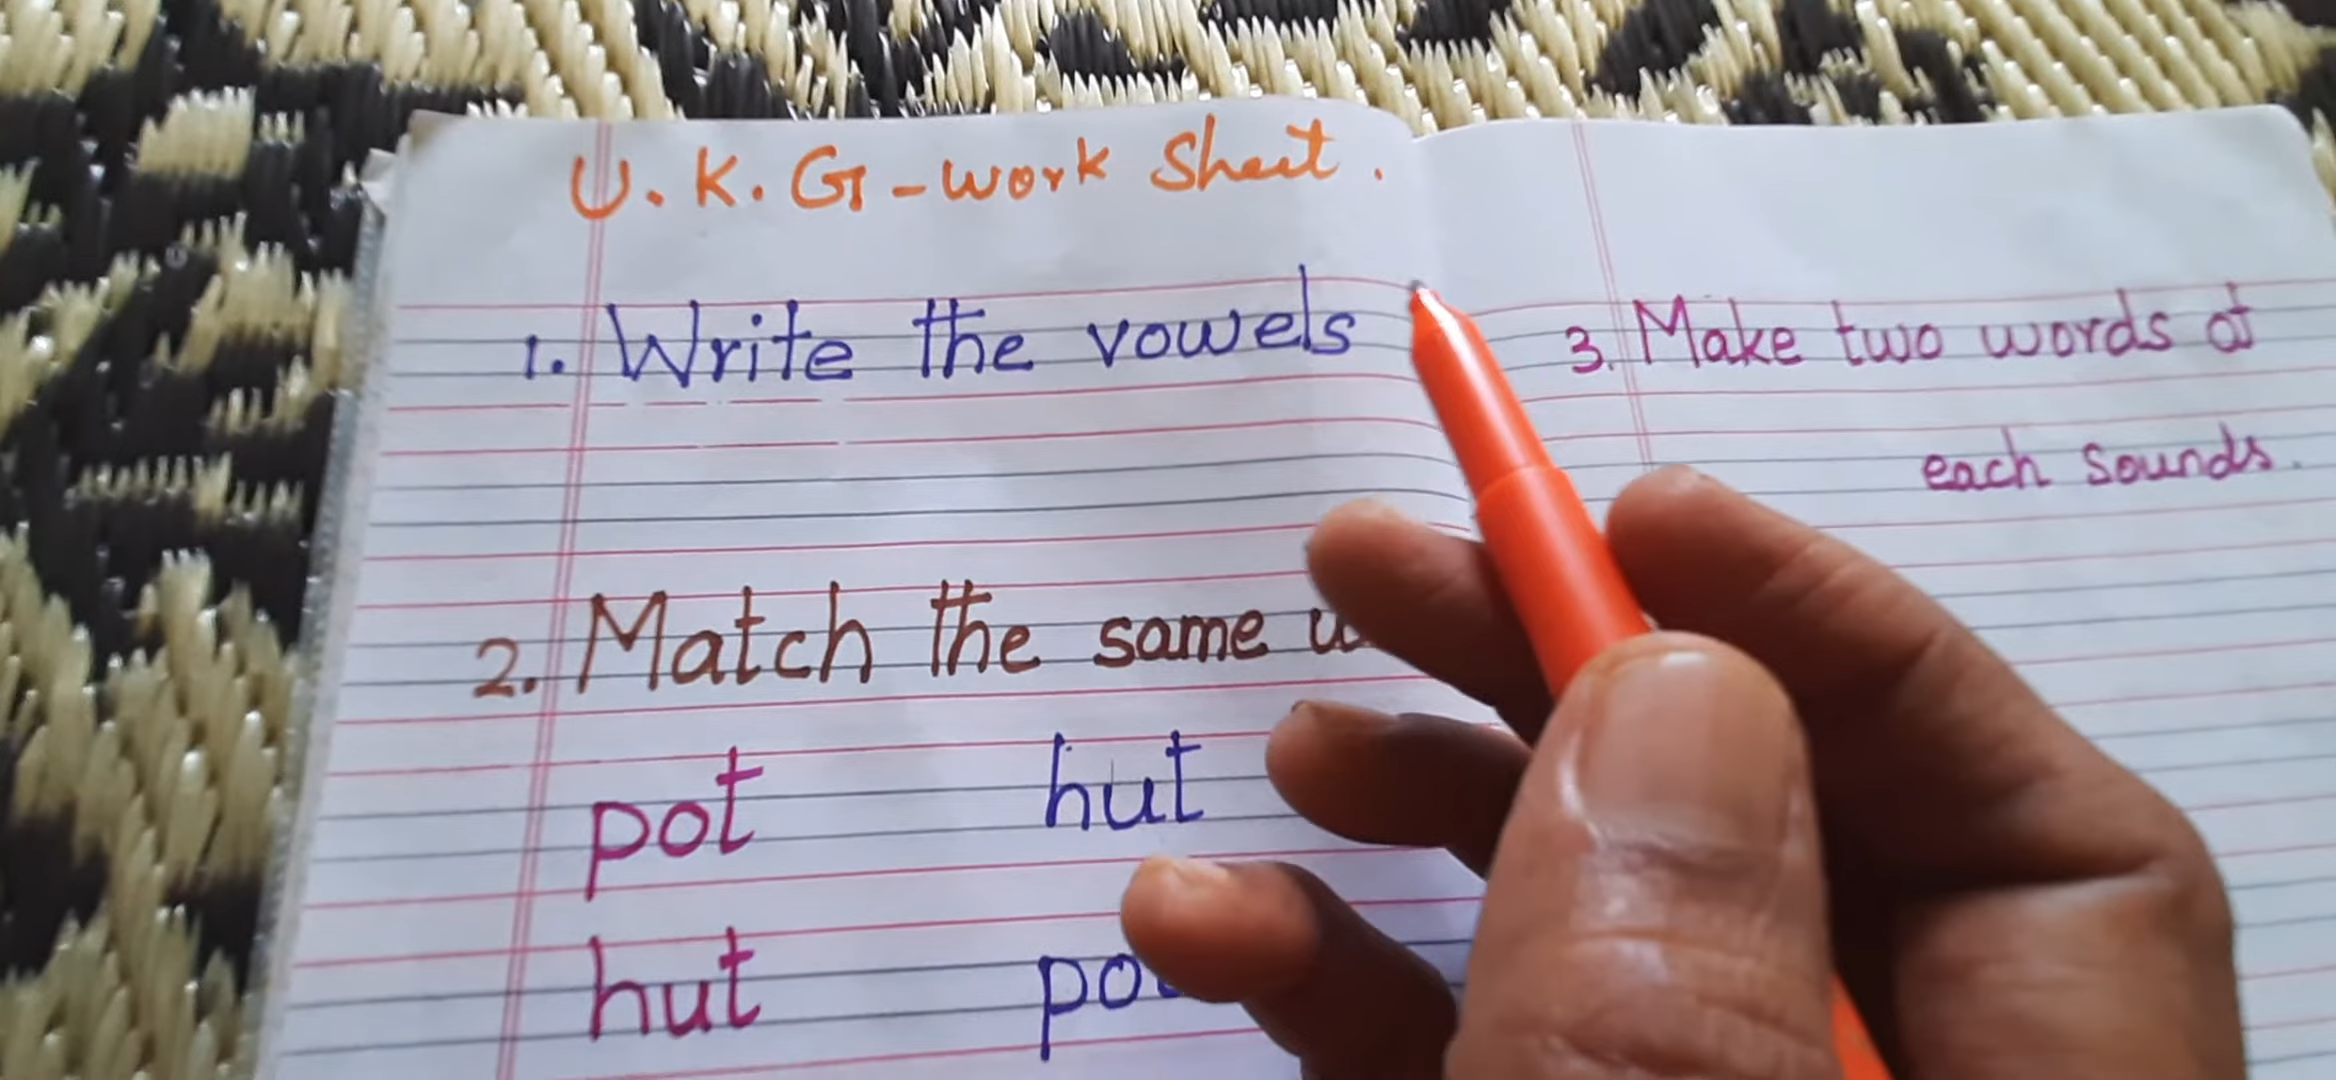 U.K.G - Work Sheet.
1. Write the vowels
2. Match the same
pot hut
hut
3. Make two words of
each sounds.